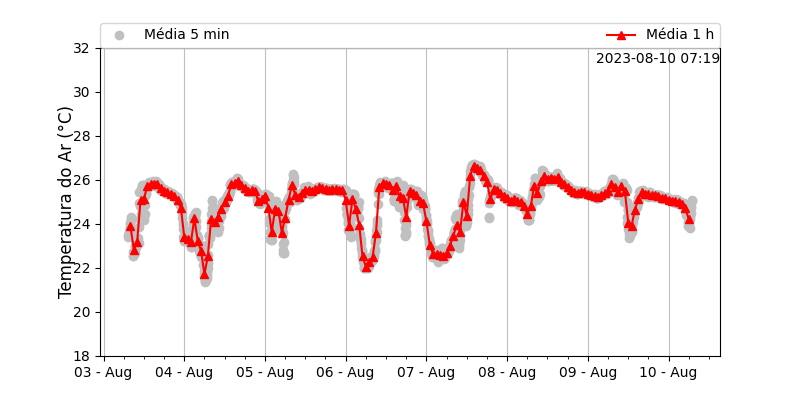 Média 5 min
Média 1 h
2023-08-10 07:19
Temperatura do Ar (°C)
32
30
28
26
24
22
20
18
03 - Aug
04 - Aug
05 - Aug
06 - Aug
07 - Aug
08 - Aug
09 - Aug
10 - Aug